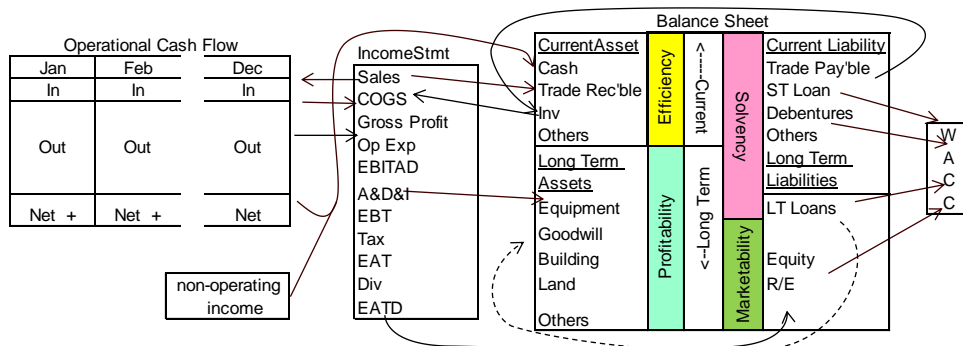 Balance Sheet
Operational Cash Flow
Jan Feb Dec
In In In
Out Out Out
Net + Net + Net
non-operating
income
IncomeStmt
Sales
COGS
Gross Profit
Op Exp
EBITAD
A&D&I
EBT
Tax
EAT
Div
EATD
CurrentAsset
Cash
Trade Rec'ble
Inv
Others
Long Term
Assets
Equipment
Goodwill
Building
Land
Others
Efficiency
Profitability
<-----Current
<--Long Term
Solvency
Marketability
Current Liability
Trade Pay'ble
ST Loan
Debentures
Others
Long Term
Liabilities
LT Loans
Equity
R/E
W
A
C
C